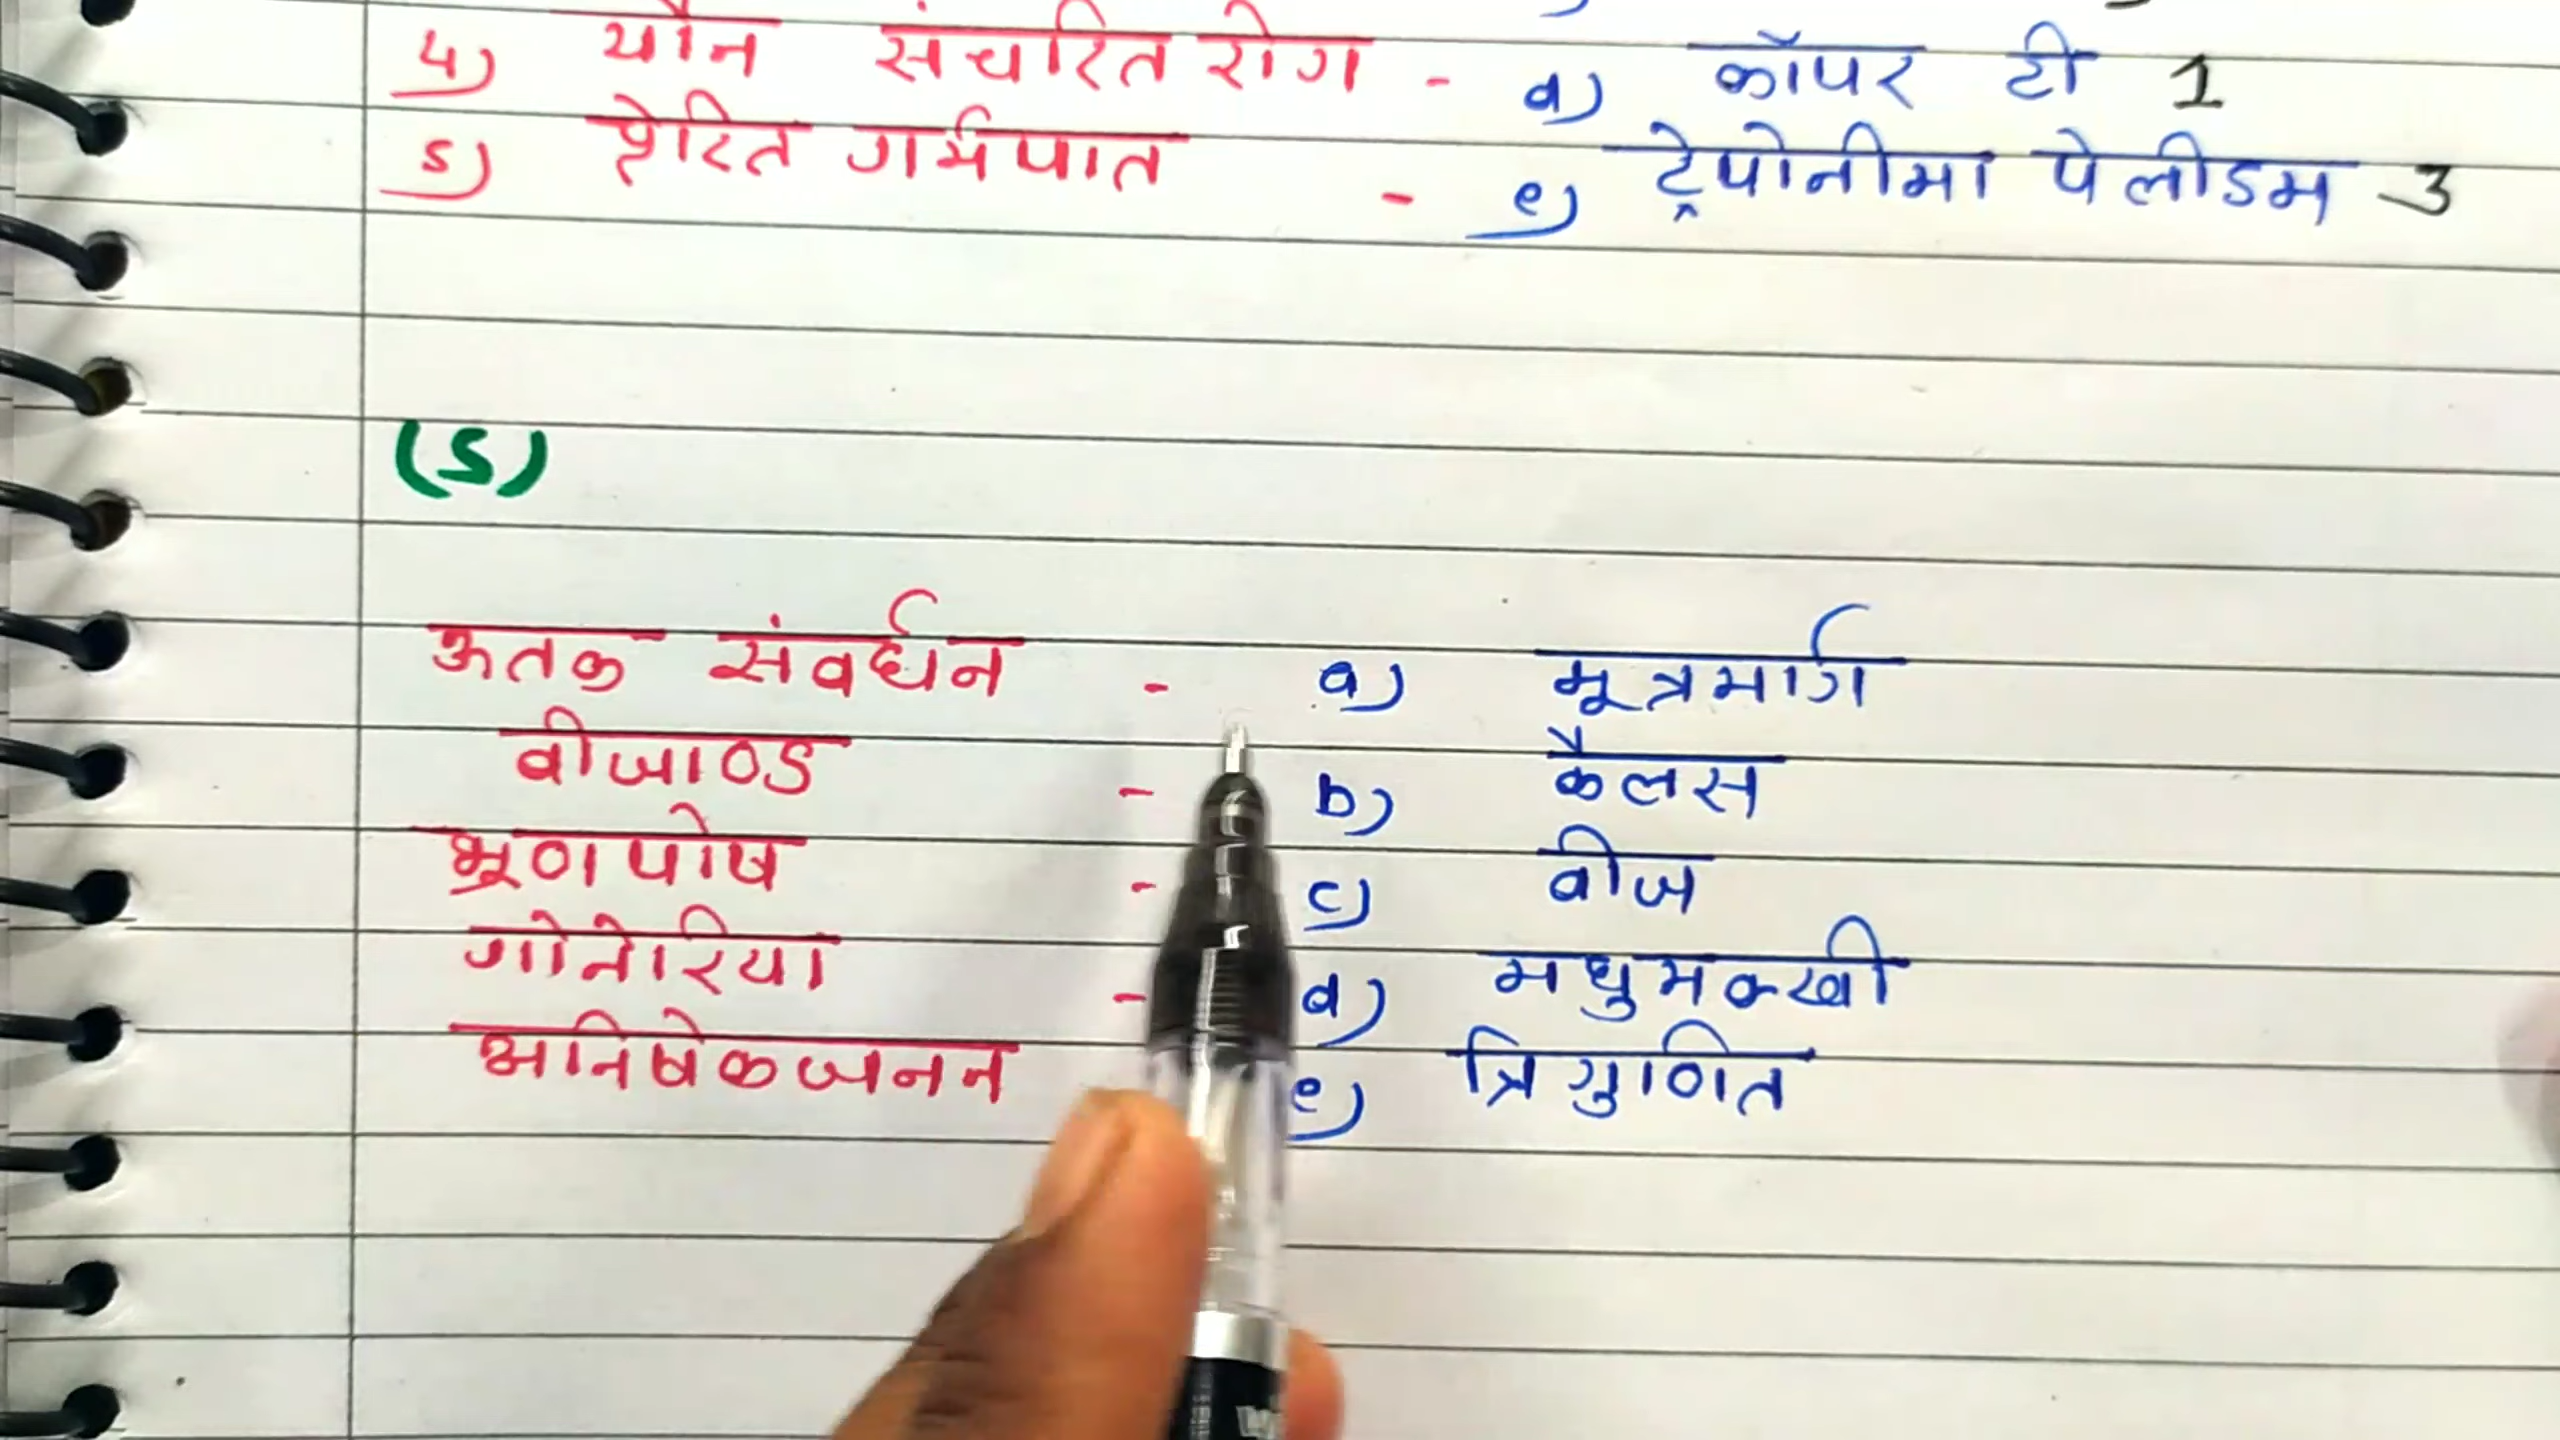 4) यौन संचरित रोग - d) कॉपर टी 1
5) प्रेरित गर्भपात - e) ट्रेपोनीमा पेलीडम 3
(5)
ऊतक संवर्धन - a) मूत्रमार्ग
बीजाण्ड - b) कैलस
भ्रूणपोष - c) बीज
गोनोरिया - d) मधुमक्खी
अनिषेकजनन e) त्रिगुणित